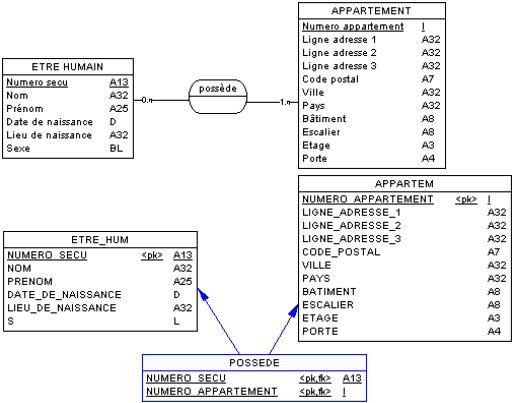 APPARTEMENT
Numero appartement I
Ligne adresse 1 A32
Ligne adresse 2 A32
Ligne adresse 3 A32
Code postal A7
Ville A32
Pays A32
Bâtiment A8
Escalier A8
Etage A3
Porte A4
ETRE HUMAIN
Numero secu A13
Nom A32
Prénom A25
Date de naissance D
Lieu de naissance A32
Sexe BL
0,n
possède
1,n
APPARTEM
NUMERO_APPARTEMENT <pk> I
LIGNE_ADRESSE_1 A32
LIGNE_ADRESSE_2 A32
LIGNE_ADRESSE_3 A32
CODE_POSTAL A7
VILLE A32
PAYS A32
BATIMENT A8
ESCALIER A8
ETAGE A3
PORTE A4
ETRE_HUM
NUMERO_SECU <pk> A13
NOM A32
PRENOM A25
DATE_DE_NAISSANCE D
LIEU_DE_NAISSANCE A32
S L
POSSEDE
NUMERO_SECU <pk,fk> A13
NUMERO_APPARTEMENT <pk,fk> I